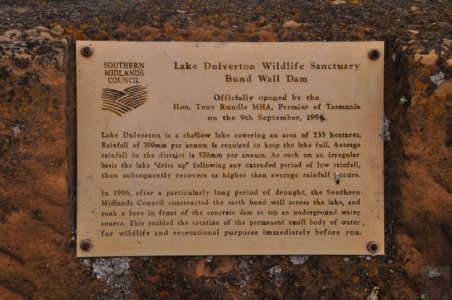 SOUTHERN
MIDLANDS
COUNCIL
Lake Dulverton Wildlife Sanctuary
Bund Wall Dam
Officially opened by the
Hon. Tony Rundle MHA, Premier of Tasmania
on the 9th September, 1996.
Lake Dulverton is a shallow lake covering an area of 233 hectares.
Rainfall of 700mm per annum is required to keep the lake full. Average
rainfall in the district is 570mm per annum. As such on an irregular
basis the lake "dries up" following any extended period of low rainfall,
then subsequently recovers as higher than average rainfall occurs.
In 1996, after a particularly long period of drought, the Southern
Midlands Council constructed the earth bund wall across the lake, and
sunk a bore in front of the concrete dam to tap an underground water
source. This enabled the creation of the permanent small body of water
for wildlife and recreational purposes immediately before you.